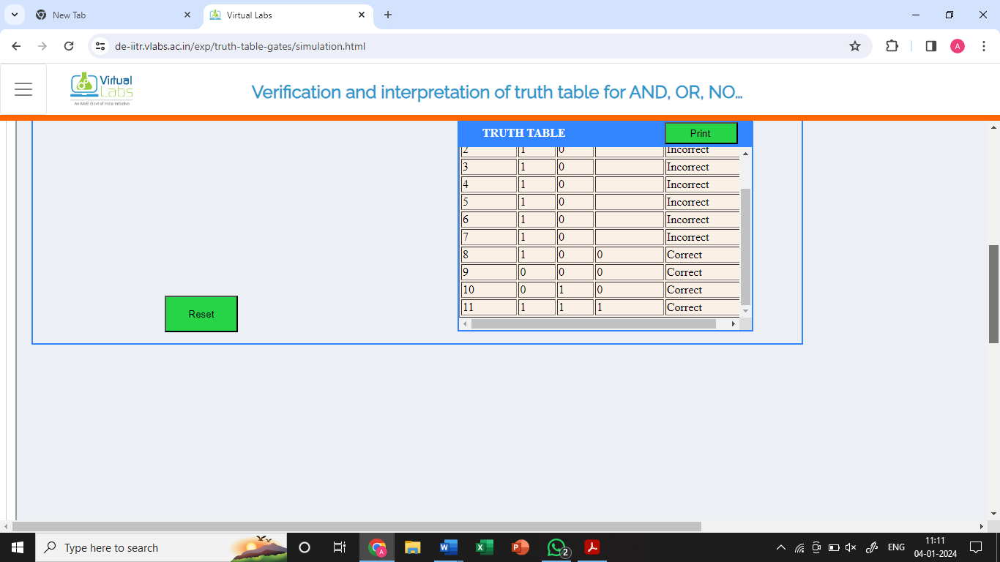 New Tab
Virtual Labs
de-iitr.vlabs.ac.in/exp/truth-table-gates/simulation.html
A
Virtual
Labs
An MoE Govt of India Initiative
Verification and interpretation of truth table for AND, OR, NO...
TRUTH TABLE Print
2 1 0 Incorrect
3 1 0 Incorrect
4 1 0 Incorrect
5 1 0 Incorrect
6 1 0 Incorrect
7 1 0 Incorrect
8 1 0 0 Correct
9 0 0 0 Correct
10 0 1 0 Correct
11 1 1 1 Correct
Reset
Type here to search
A
W
X
P
2
ENG
11:11
04-01-2024